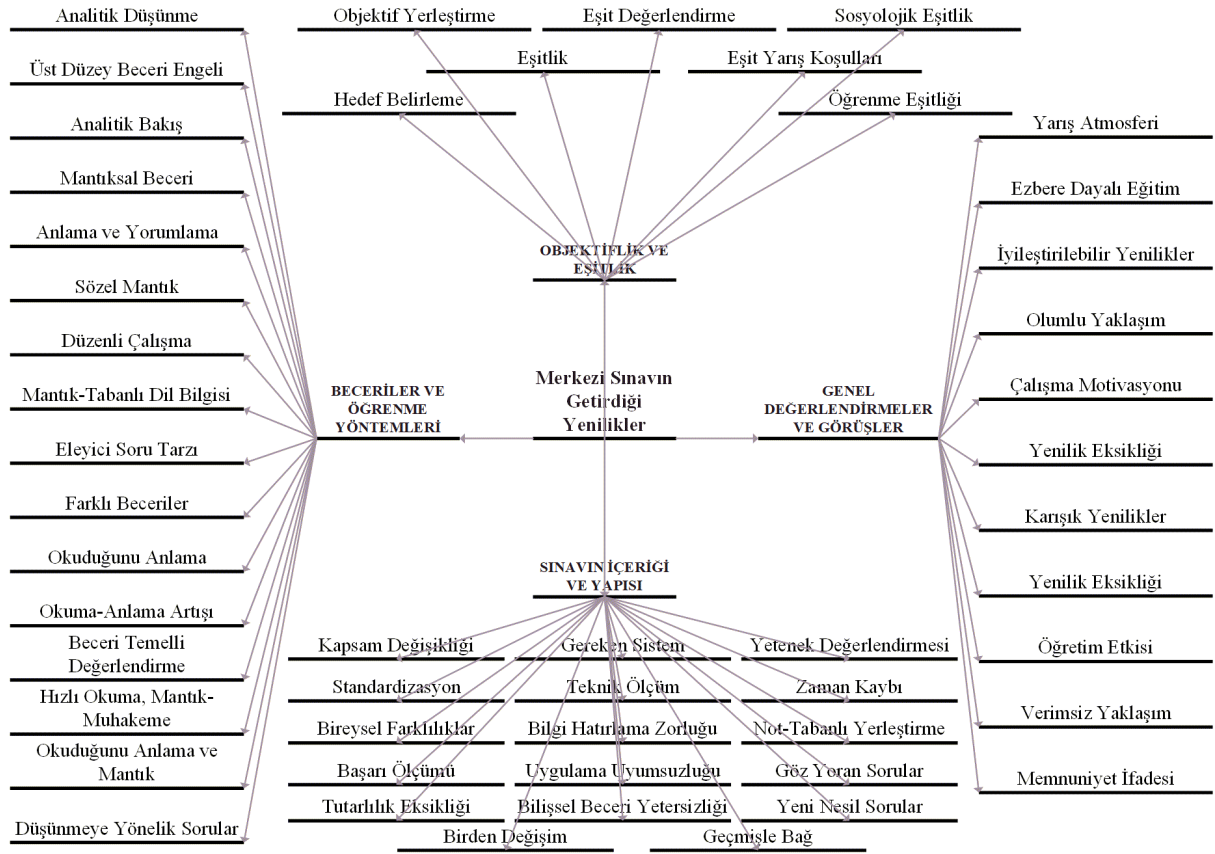 Analitik Düşünme
Üst Düzey Beceri Engeli
Analitik Bakış
Mantıksal Beceri
Anlama ve Yorumlama
Sözel Mantık
Düzenli Çalışma
Mantık-Tabanlı Dil Bilgisi
Eleyici Soru Tarzı
Farklı Beceriler
Okuduğunu Anlama
Okuma-Anlama Artışı
Beceri Temelli
Değerlendirme
Hızlı Okuma, Mantık-
Muhakeme
Okuduğunu Anlama ve
Mantık
Düşünmeye Yönelik Sorular
BECERİLER VE
ÖĞRENME
YÖNTEMLERİ
Objektif Yerleştirme
Eşit Değerlendirme
Sosyolojik Eşitlik
Eşitlik
Eşit Yarış Koşulları
Hedef Belirleme
Öğrenme Eşitliği
OBJEKTİFLİK VE
EŞİTLIK
Merkezi Sınavın
Getirdiği
Yenilikler
SINAVIN İÇERİĞİ
VE YAPISI
Kapsam Değişikliği
Gereken Sistem
Yetenek Değerlendirmesi
Standardizasyon
Teknik Ölçüm
Zaman Kaybı
Bireysel Farklılıklar
Bilgi Hatırlama Zorluğu
Not-Tabanlı Yerleştirme
Başarı Ölçümü
Uygulama Uyumsuzluğu
Göz Yoran Sorular
Tutarlılık Eksikliği
Bilişsel Beceri Yetersizliği
Yeni Nesil Sorular
Birden Değişim
Geçmişle Bağ
GENEL
DEĞERLENDİRMELER
VE GÖRÜŞLER
Yarış Atmosferi
Ezbere Dayalı Eğitim
İyileştirilebilir Yenilikler
Olumlu Yaklaşım
Çalışma Motivasyonu
Yenilik Eksikliği
Karışık Yenilikler
Yenilik Eksikliği
Öğretim Etkisi
Verimsiz Yaklaşım
Memnuniyet İfadesi